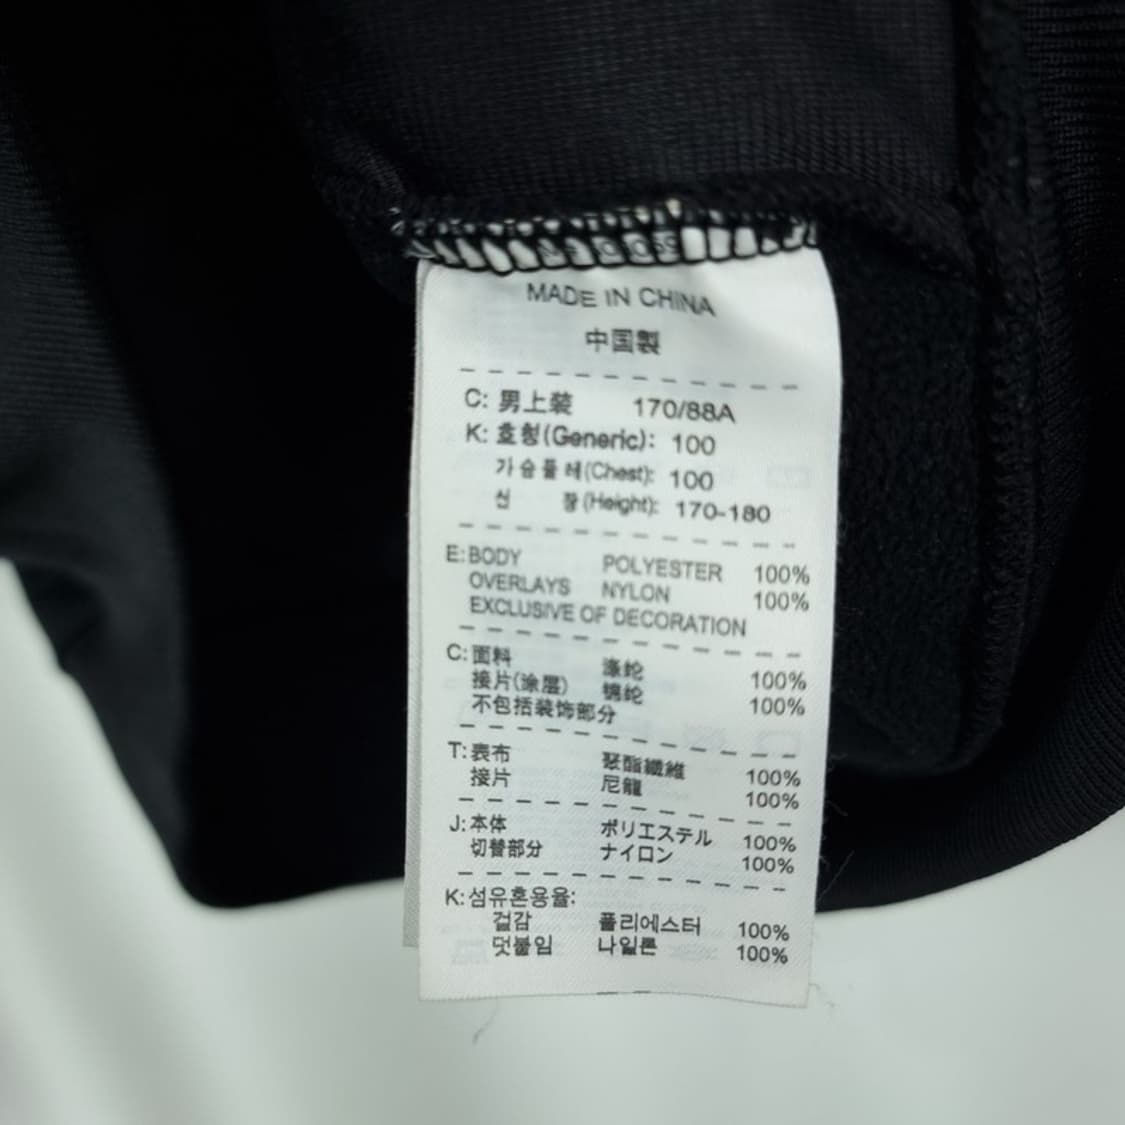 MADE IN CHINA
中国製
C: 男上装 170/88A
K: 호칭(Generic): 100
가슴둘레(Chest): 100
신 장(Height): 170-180
E: BODY POLYESTER 100%
OVERLAYS NYLON 100%
EXCLUSIVE OF DECORATION
C: 面料 涤纶 100%
接片(涂层) 锦纶 100%
不包括装饰部分
T: 表布 聚酯纖維 100%
接片 尼龍 100%
J: 本体 ポリエステル 100%
切替部分 ナイロン 100%
K: 섬유혼용율:
겉감 폴리에스터 100%
덧붙임 나일론 100%